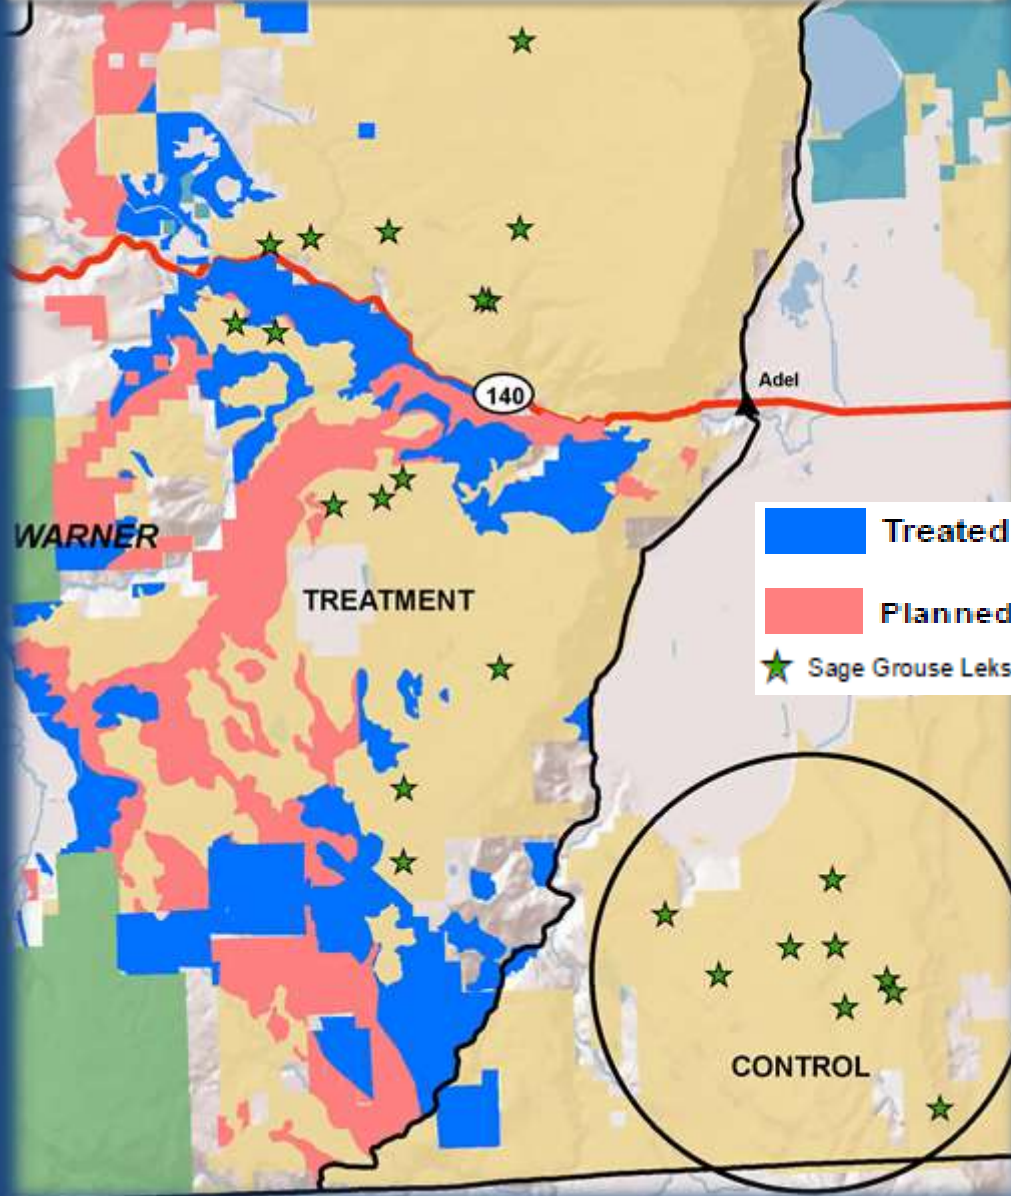 140
Adel
WARNER
Treated
TREATMENT
Planned
Sage Grouse Leks
CONTROL